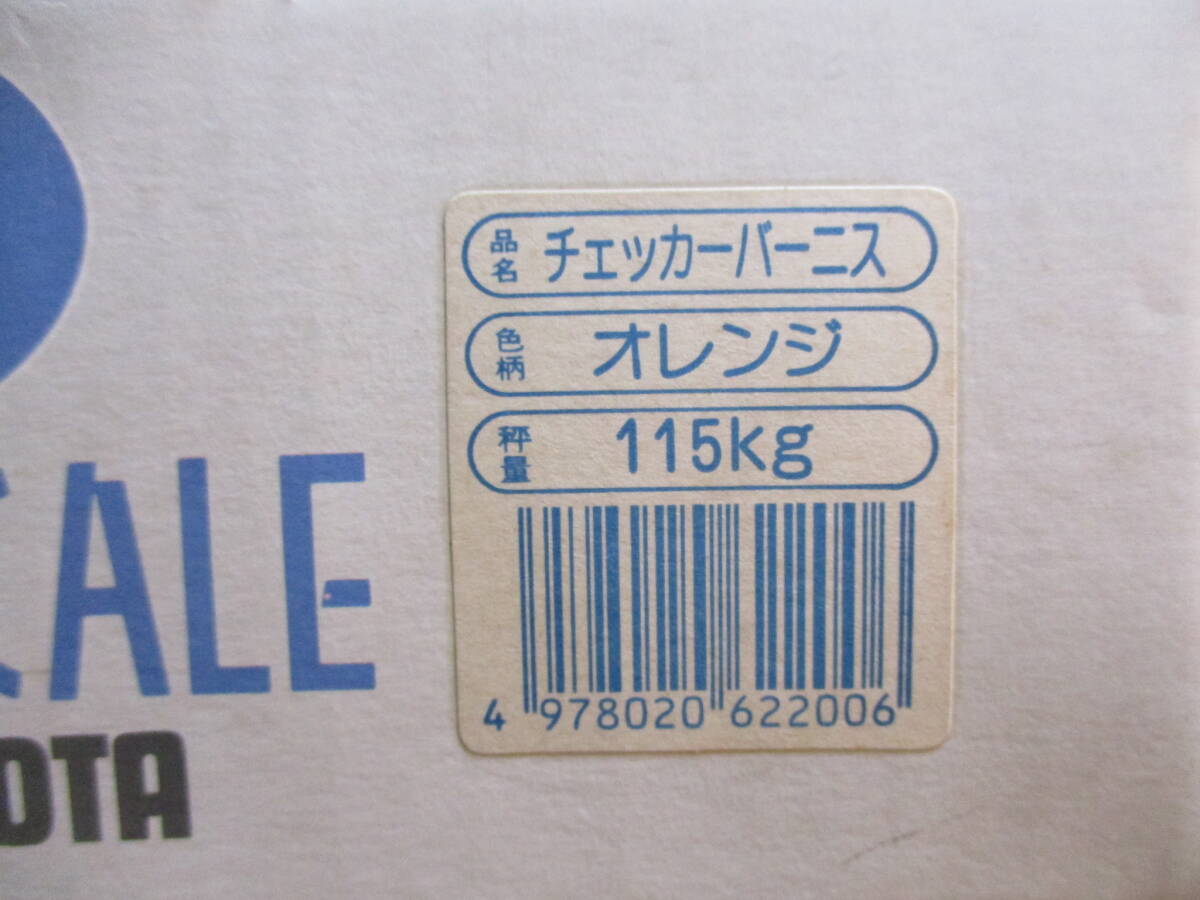 品名 チェッカーバーニス
色柄 オレンジ
秤量 115kg
4 978020 622006
CALE
OTA